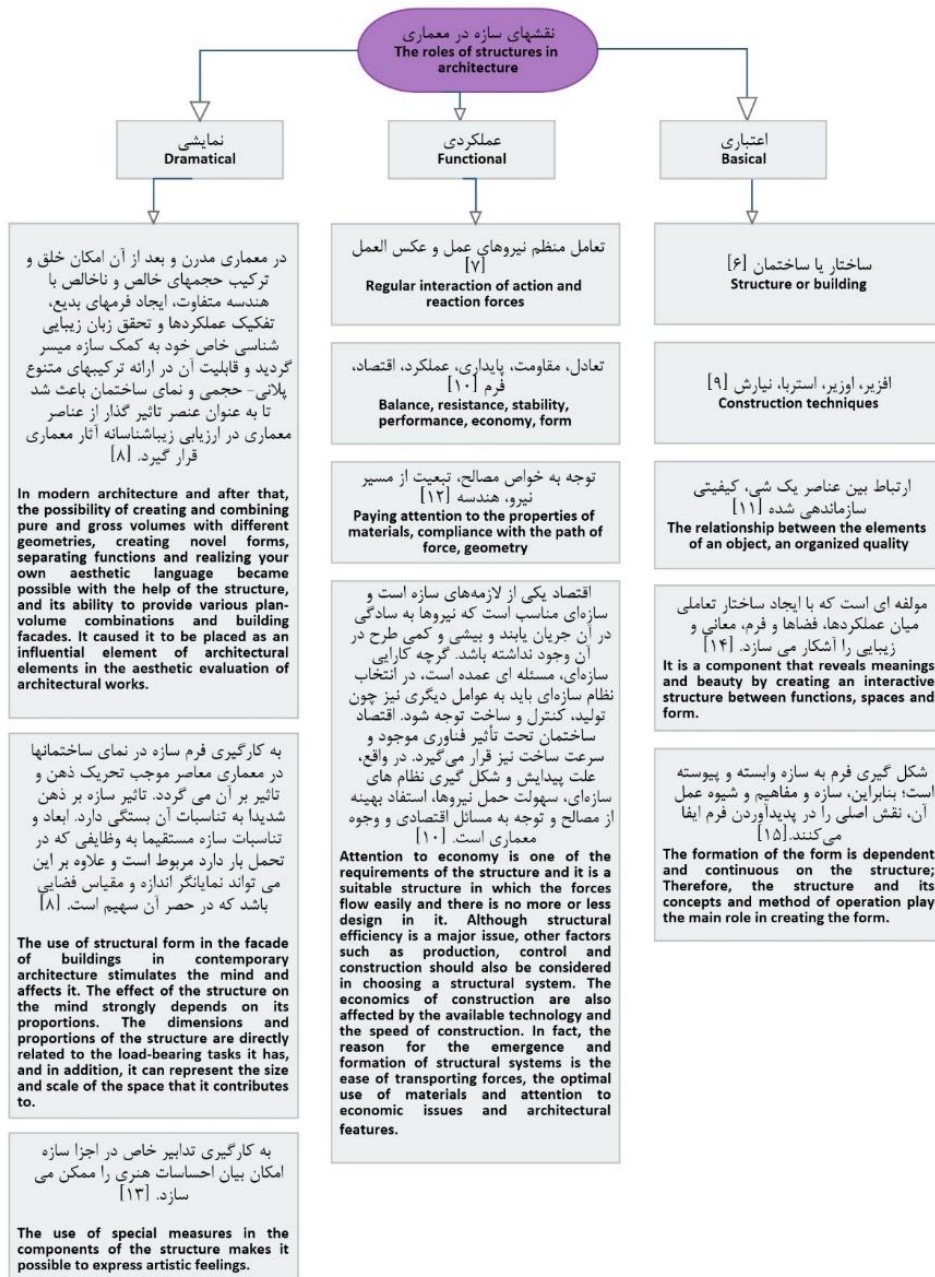 نقشهای سازه در معماری
The roles of structures in
architecture
نمایشی
Dramatical
عملکردی
Functional
اعتباری
Basical
در معماری مدرن و بعد از آن امکان خلق و
ترکیب حجمهای خالص و ناخالص با
هندسه متفاوت، ایجاد فرمهای بدیع،
تفکیک عملکردها و تحقق زبان زیبایی
شناسی خاص خود به کمک سازه میسر
گردید و قابلیت آن در ارائه ترکیبهای متنوع
پلانی- حجمی و نمای ساختمان باعث شد
تا به عنوان عنصر تاثیر گذار از عناصر
معماری در ارزیابی زیباشناسانه آثار معماری
قرار گیرد. [۸]
In modern architecture and after that,
the possibility of creating and combining
pure and gross volumes with different
geometries, creating novel forms,
separating functions and realizing your
own aesthetic language became
possible with the help of the structure,
and its ability to provide various plan-
volume combinations and building
facades. It caused it to be placed as an
influential element of architectural
elements in the aesthetic evaluation of
architectural works.
به کارگیری فرم سازه در نمای ساختمانها
در معماری معاصر موجب تحریک ذهن و
تاثیر بر آن می گردد. تاثیر سازه بر ذهن
شدیدا به تناسبات آن بستگی دارد. ابعاد و
تناسبات سازه مستقیما به وظایفی که در
تحمل بار دارد مربوط است و علاوه بر این
می تواند نمایانگر اندازه و مقیاس فضایی
باشد که در حصر آن سهیم است. [۸]
The use of structural form in the facade
of buildings in contemporary
architecture stimulates the mind and
affects it. The effect of the structure on
the mind strongly depends on its
proportions. The dimensions and
proportions of the structure are directly
related to the load-bearing tasks it has,
and in addition, it can represent the size
and scale of the space that it contributes
to.
به کارگیری تدابیر خاص در اجزا سازه
امکان بیان احساسات هنری را ممکن می
سازد. [۱۳]
The use of special measures in the
components of the structure makes it
possible to express artistic feelings.
تعامل منظم نیروهای عمل و عکس العمل
[۷]
Regular interaction of action and
reaction forces
تعادل، مقاومت، پایداری، عملکرد، اقتصاد،
فرم [۱۰]
Balance, resistance, stability,
performance, economy, form
توجه به خواص مصالح، تبعیت از مسیر
نیرو، هندسه [۱۲]
Paying attention to the properties of
materials, compliance with the path of
force, geometry
اقتصاد یکی از لازمه‌های سازه است و
سازه‌ای مناسب است که نیروها به سادگی
در آن جریان یابند و بیشی و کمی طرح در
آن وجود نداشته باشد. گرچه کارایی
سازه‌ای، مسئله ای عمده است، در انتخاب
نظام سازه‌ای باید به عوامل دیگری نیز چون
تولید، کنترل و ساخت توجه شود. اقتصاد
ساختمان تحت تأثیر فناوری موجود و
سرعت ساخت نیز قرار می‌گیرد. در واقع،
علت پیدایش و شکل گیری نظام های
سازه‌ای، سهولت حمل نیروها، استفاد بهینه
از مصالح و توجه به مسائل اقتصادی و وجوه
معماری است. [۱۰]
Attention to economy is one of the
requirements of the structure and it is a
suitable structure in which the forces
flow easily and there is no more or less
design in it. Although structural
efficiency is a major issue, other factors
such as production, control and
construction should also be considered
in choosing a structural system. The
economics of construction are also
affected by the available technology and
the speed of construction. In fact, the
reason for the emergence and
formation of structural systems is the
ease of transporting forces, the optimal
use of materials and attention to
economic issues and architectural
features.
ساختار یا ساختمان [۶]
Structure or building
افزیر، اوزیر، استربا، نیارش [۹]
Construction techniques
ارتباط بین عناصر یک شی، کیفیتی
سازماندهی شده [۱۱]
The relationship between the elements
of an object, an organized quality
مولفه ای است که با ایجاد ساختار تعاملی
میان عملکردها، فضاها و فرم، معانی و
زیبایی را آشکار می سازد. [۱۴]
It is a component that reveals meanings
and beauty by creating an interactive
structure between functions, spaces and
form.
شکل گیری فرم به سازه وابسته و پیوسته
است؛ بنابراین، سازه و مفاهیم و شیوه عمل
آن، نقش اصلی را در پدیدآوردن فرم ایفا
می‌کنند.[۱۵]
The formation of the form is dependent
and continuous on the structure;
Therefore, the structure and its
concepts and method of operation play
the main role in creating the form.